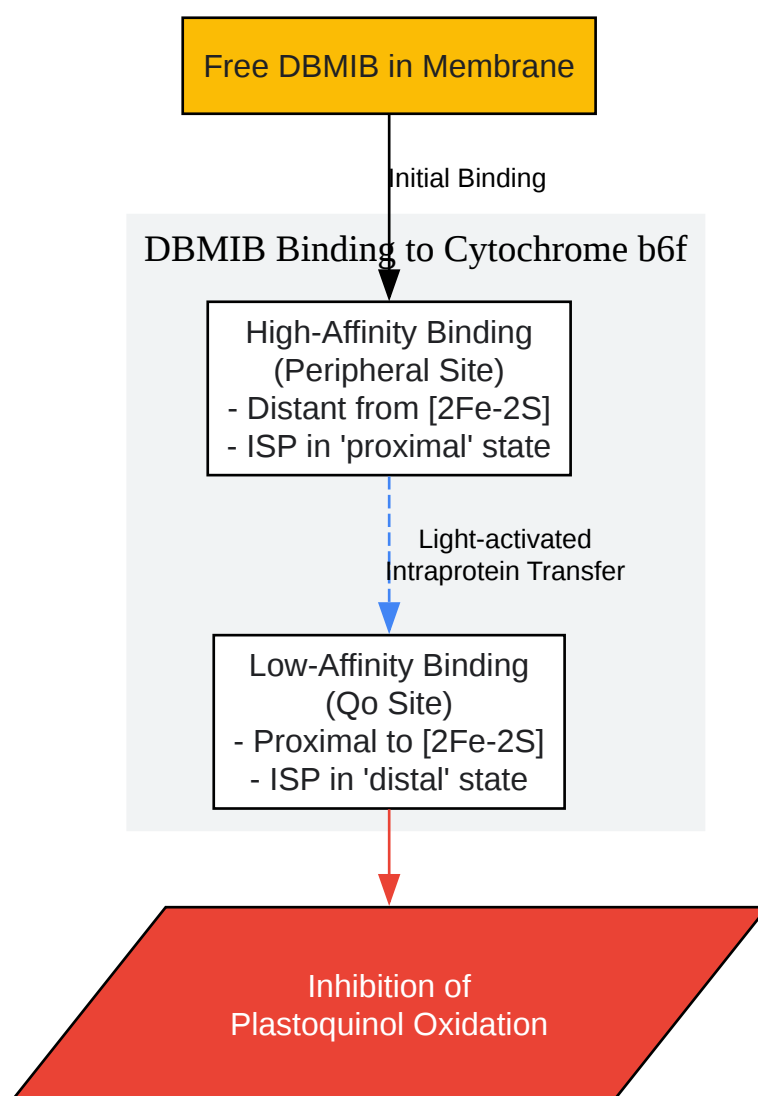 Free DBMIB in Membrane
Initial Binding
DBMIB Binding to Cytochrome b6f
High-Affinity Binding
(Peripheral Site)
- Distant from [2Fe-2S]
- ISP in 'proximal' state
Light-activated
Intraprotein Transfer
Low-Affinity Binding
(Qo Site)
- Proximal to [2Fe-2S]
- ISP in 'distal' state
Inhibition of
Plastoquinol Oxidation